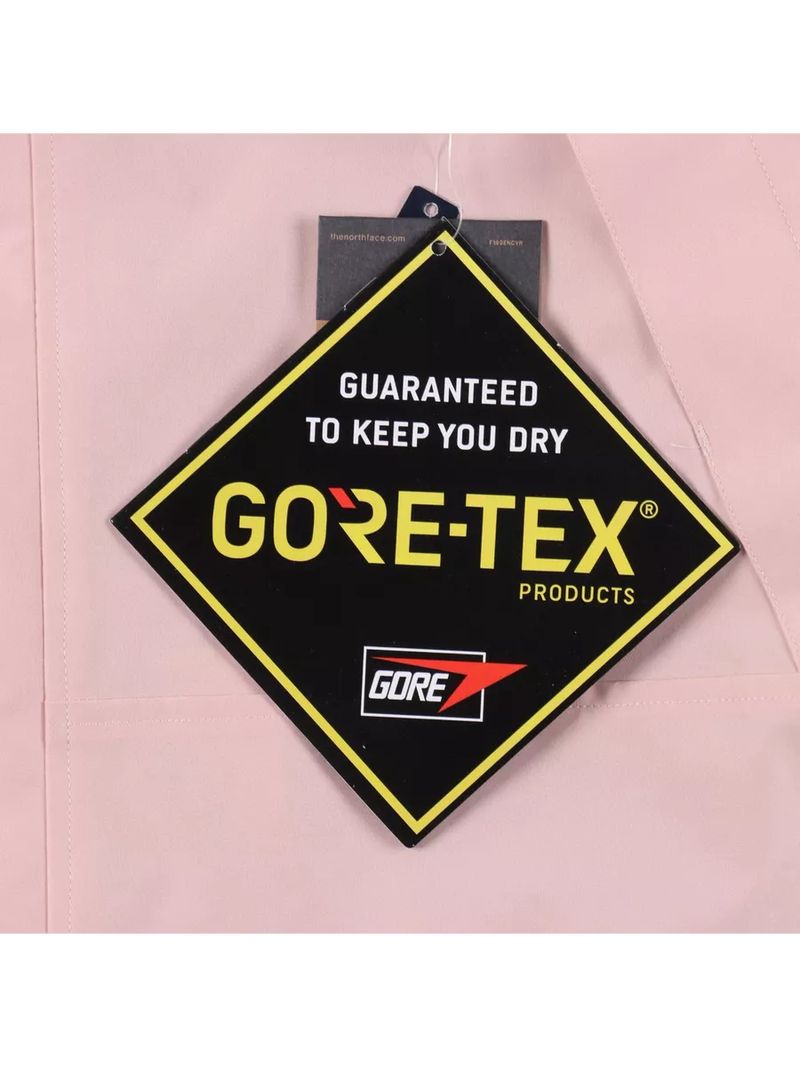 thenorthface.com
GUARANTEED
TO KEEP YOU DRY
GORE-TEX®
PRODUCTS
GORE